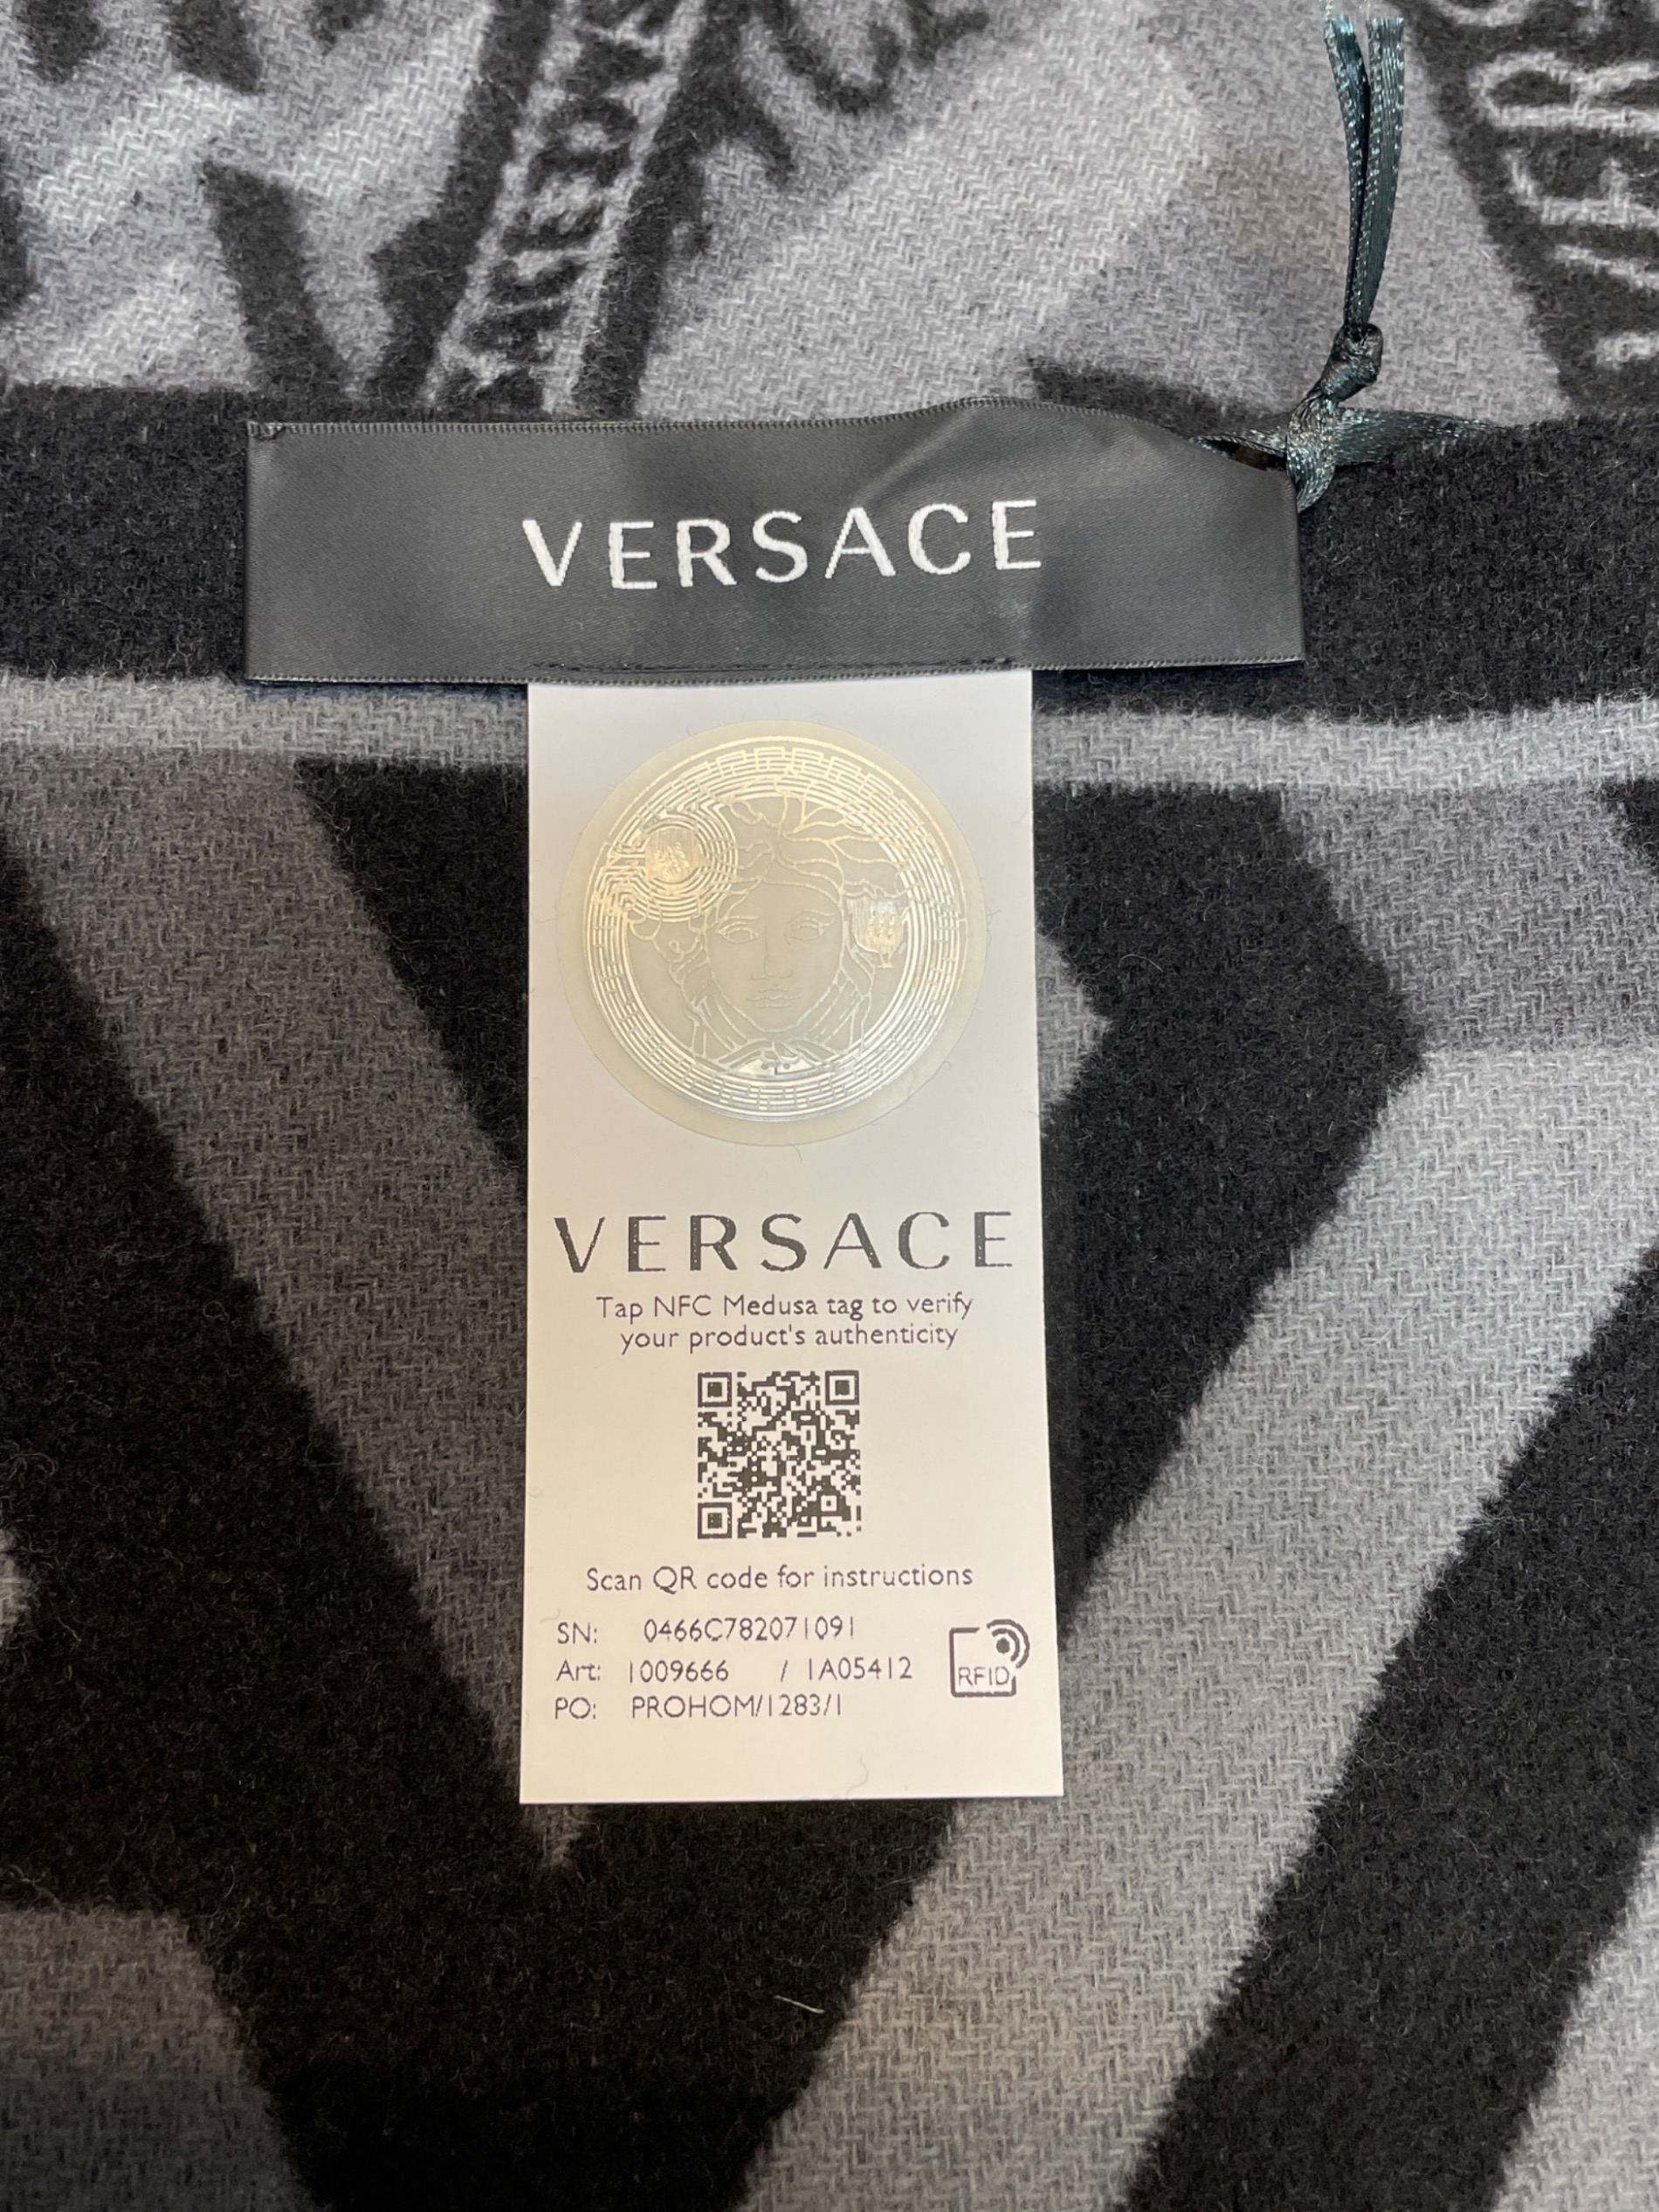 VERSACE
VERSACE
Tap NFC Medusa tag to verify
your product's authenticity
Scan QR code for instructions
SN: 0466C782071091
Art: 1009666 / 1A05412
PO: PROHOM/1283/1
RFID